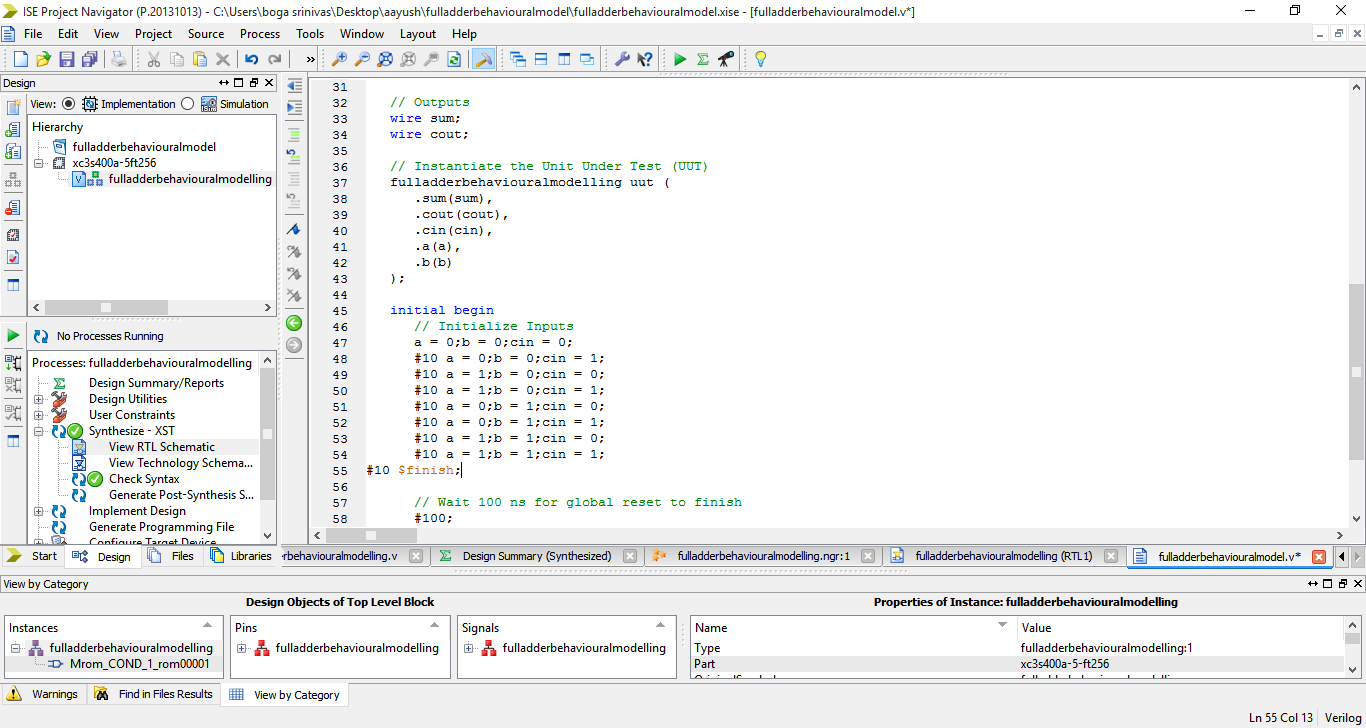 ISE Project Navigator (P.20131013) - C:\Users\boga srinivas\Desktop\aayush\fulladderbehaviouralmodel\fulladderbehaviouralmodel.xise - [fulladderbehaviouralmodel.v*]
File Edit View Project Source Process Tools Window Layout Help
»
Design
View: Implementation Simulation
Hierarchy
fulladderbehaviouralmodel
xc3s400a-5ft256
V fulladderbehaviouralmodelling
No Processes Running
Processes: fulladderbehaviouralmodelling
Design Summary/Reports
Design Utilities
User Constraints
Synthesize - XST
View RTL Schematic
View Technology Schema...
Check Syntax
Generate Post-Synthesis S...
Implement Design
Generate Programming File
Configure Target Device
Start Design Files Libraries
31
32 // Outputs
33 wire sum;
34 wire cout;
35
36 // Instantiate the Unit Under Test (UUT)
37 fulladderbehaviouralmodelling uut (
38 .sum(sum),
39 .cout(cout),
40 .cin(cin),
41 .a(a),
42 .b(b)
43 );
44
45 initial begin
46 // Initialize Inputs
47 a = 0;b = 0;cin = 0;
48 #10 a = 0;b = 0;cin = 1;
49 #10 a = 1;b = 0;cin = 0;
50 #10 a = 1;b = 0;cin = 1;
51 #10 a = 0;b = 1;cin = 0;
52 #10 a = 0;b = 1;cin = 1;
53 #10 a = 1;b = 1;cin = 0;
54 #10 a = 1;b = 1;cin = 1;
55 #10 $finish;
56
57 // Wait 100 ns for global reset to finish
58 #100;
rbehaviouralmodelling.v Design Summary (Synthesized) fulladderbehaviouralmodelling.ngr:1 fulladderbehaviouralmodelling (RTL1) fulladderbehaviouralmodel.v*
View by Category
Design Objects of Top Level Block Properties of Instance: fulladderbehaviouralmodelling
Instances Pins Signals Name Value
fulladderbehaviouralmodelling fulladderbehaviouralmodelling fulladderbehaviouralmodelling Type fulladderbehaviouralmodelling:1
Mrom_COND_1_rom00001 Part xc3s400a-5-ft256
Warnings Find in Files Results View by Category
Ln 55 Col 13 Verilog